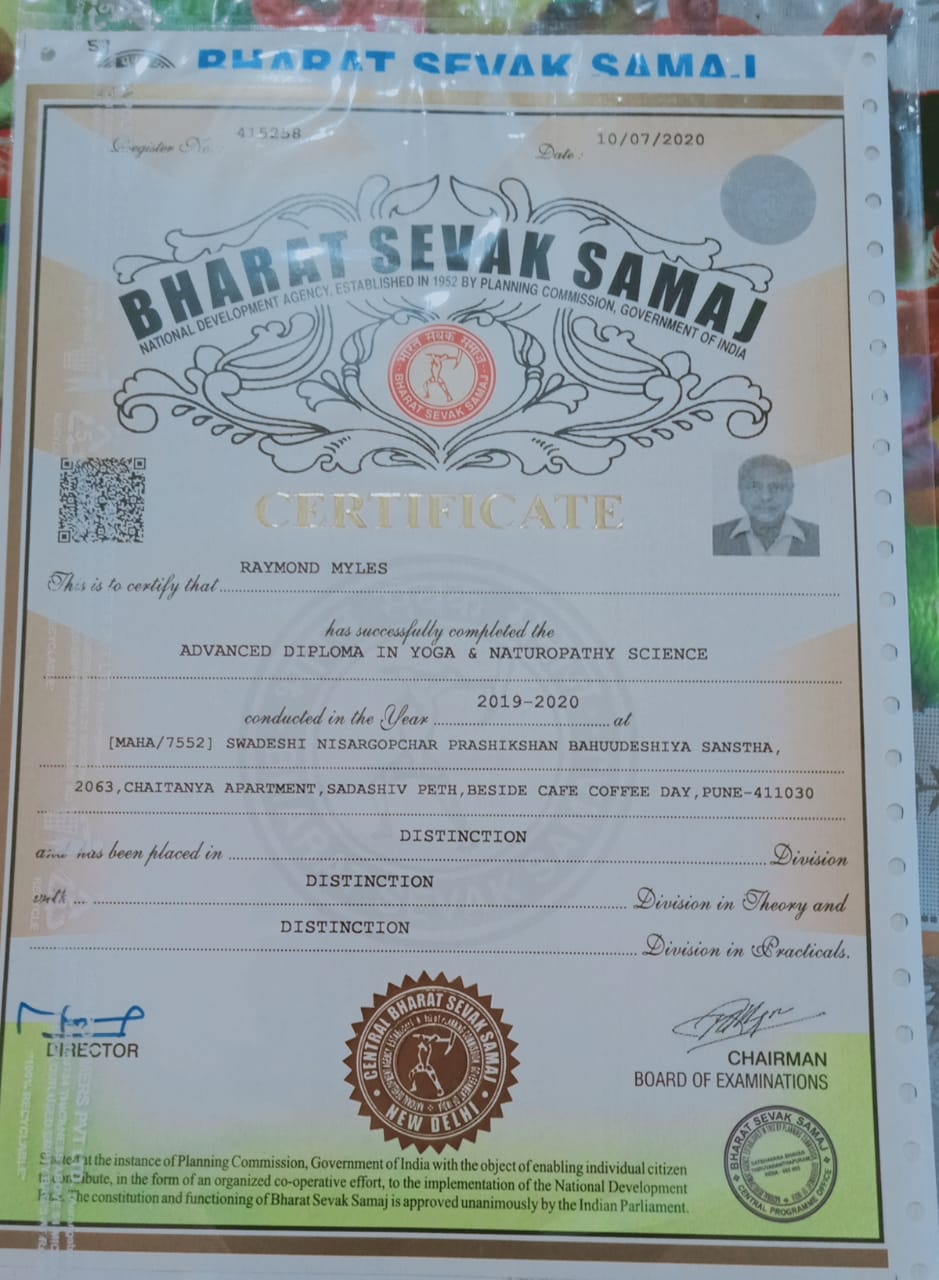 BHARAT SEVAK SAMAJ
Register No.: 415258
Date: 10/07/2020
BHARAT SEVAK SAMAJ
NATIONAL DEVELOPMENT AGENCY, ESTABLISHED IN 1952 BY PLANNING COMMISSION, GOVERNMENT OF INDIA
भारत सेवक समाज
BHARAT SEVAK SAMAJ
CERTIFICATE
This is to certify that RAYMOND MYLES
has successfully completed the
ADVANCED DIPLOMA IN YOGA & NATUROPATHY SCIENCE
conducted in the Year 2019-2020 at
[MAHA/7552] SWADESHI NISARGOPCHAR PRASHIKSHAN BAHUUDESHIYA SANSTHA,
2063,CHAITANYA APARTMENT,SADASHIV PETH,BESIDE CAFE COFFEE DAY,PUNE-411030
and has been placed in DISTINCTION Division
with DISTINCTION Division in Theory and
DISTINCTION Division in Practicals.
DIRECTOR
CENTRAL BHARAT SEVAK SAMAJ
NEW DELHI
CHAIRMAN
BOARD OF EXAMINATIONS
BHARAT SEVAK SAMAJ
CENTRAL PROGRAMME OFFICE
at the instance of Planning Commission, Government of India with the object of enabling individual citizen
to contribute, in the form of an organized co-operative effort, to the implementation of the National Development
The constitution and functioning of Bharat Sevak Samaj is approved unanimously by the Indian Parliament.